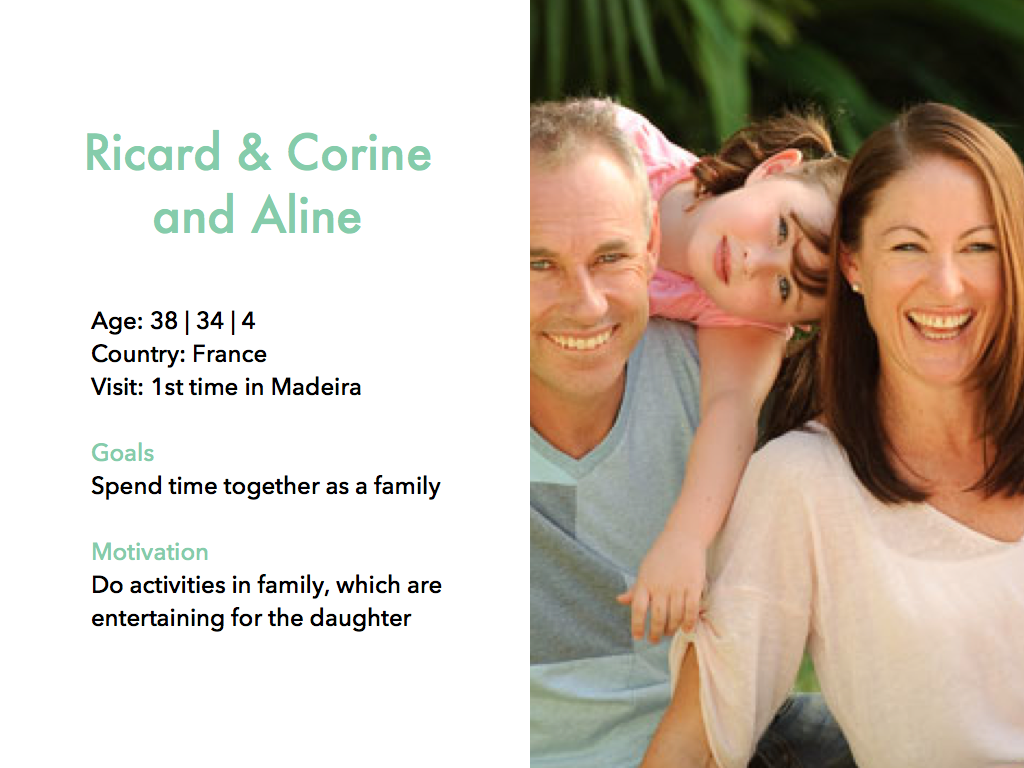 Ricard & Corine
and Aline
Age: 38 | 34 | 4
Country: France
Visit: 1st time in Madeira
Goals
Spend time together as a family
Motivation
Do activities in family, which are
entertaining for the daughter